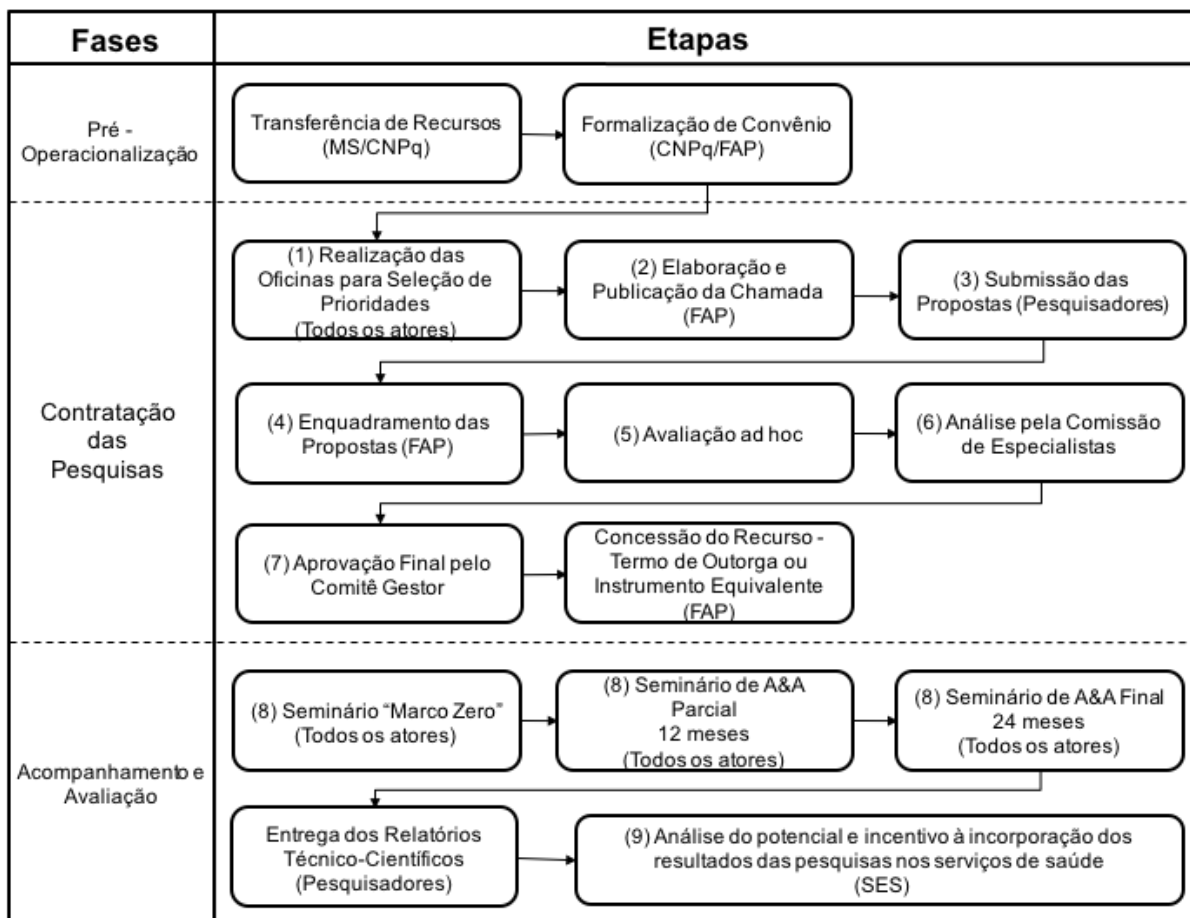 Fases
Etapas
Pré -
Operacionalização
Transferência de Recursos
(MS/CNPq)
Formalização de Convênio
(CNPq/FAP)
Contratação
das
Pesquisas
(1) Realização das
Oficinas para Seleção de
Prioridades
(Todos os atores)
(2) Elaboração e
Publicação da Chamada
(FAP)
(3) Submissão das
Propostas (Pesquisadores)
(4) Enquadramento das
Propostas (FAP)
(5) Avaliação ad hoc
(6) Análise pela Comissão
de Especialistas
(7) Aprovação Final pelo
Comitê Gestor
Concessão do Recurso -
Termo de Outorga ou
Instrumento Equivalente
(FAP)
Acompanhamento e
Avaliação
(8) Seminário “Marco Zero”
(Todos os atores)
(8) Seminário de A&A
Parcial
12 meses
(Todos os atores)
(8) Seminário de A&A Final
24 meses
(Todos os atores)
Entrega dos Relatórios
Técnico-Científicos
(Pesquisadores)
(9) Análise do potencial e incentivo à incorporação dos
resultados das pesquisas nos serviços de saúde
(SES)